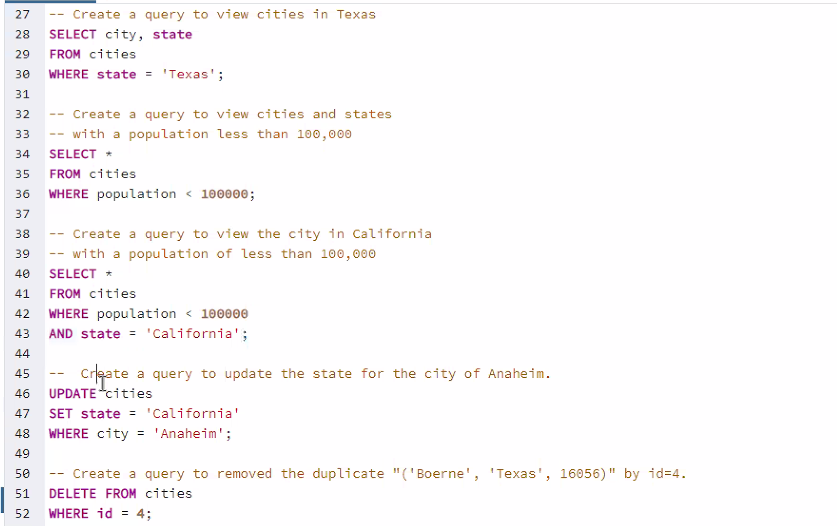 27 -- Create a query to view cities in Texas
28 SELECT city, state
29 FROM cities
30 WHERE state = 'Texas';
31
32 -- Create a query to view cities and states
33 -- with a population less than 100,000
34 SELECT *
35 FROM cities
36 WHERE population < 100000;
37
38 -- Create a query to view the city in California
39 -- with a population of less than 100,000
40 SELECT *
41 FROM cities
42 WHERE population < 100000
43 AND state = 'California';
44
45 --  Create a query to update the state for the city of Anaheim.
46 UPDATE cities
47 SET state = 'California'
48 WHERE city = 'Anaheim';
49
50 -- Create a query to removed the duplicate "('Boerne', 'Texas', 16056)" by id=4.
51 DELETE FROM cities
52 WHERE id = 4;